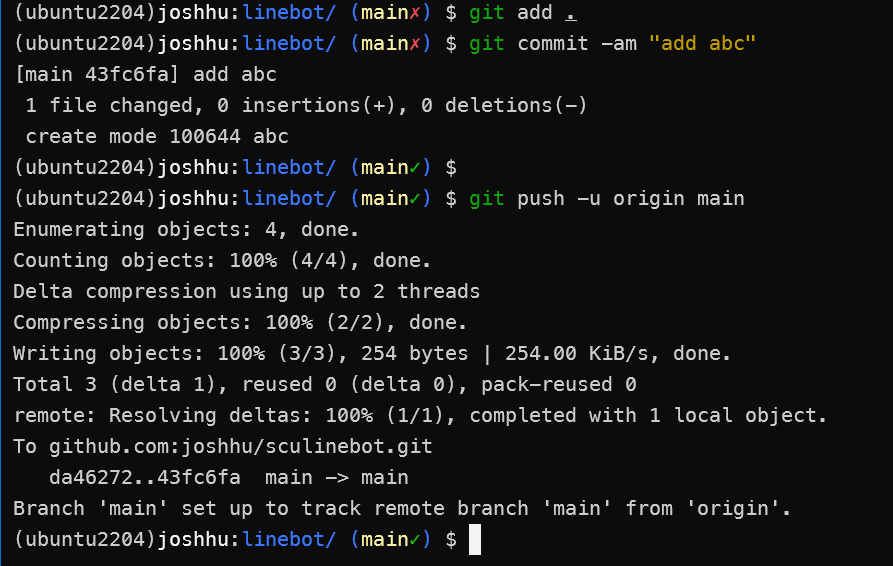 (ubuntu2204)joshhu:linebot/ (main✗) $ git add .
(ubuntu2204)joshhu:linebot/ (main✗) $ git commit -am "add abc"
[main 43fc6fa] add abc
 1 file changed, 0 insertions(+), 0 deletions(-)
 create mode 100644 abc
(ubuntu2204)joshhu:linebot/ (main✓) $
(ubuntu2204)joshhu:linebot/ (main✓) $ git push -u origin main
Enumerating objects: 4, done.
Counting objects: 100% (4/4), done.
Delta compression using up to 2 threads
Compressing objects: 100% (2/2), done.
Writing objects: 100% (3/3), 254 bytes | 254.00 KiB/s, done.
Total 3 (delta 1), reused 0 (delta 0), pack-reused 0
remote: Resolving deltas: 100% (1/1), completed with 1 local object.
To github.com:joshhu/sculinebot.git
   da46272..43fc6fa  main -> main
Branch 'main' set up to track remote branch 'main' from 'origin'.
(ubuntu2204)joshhu:linebot/ (main✓) $